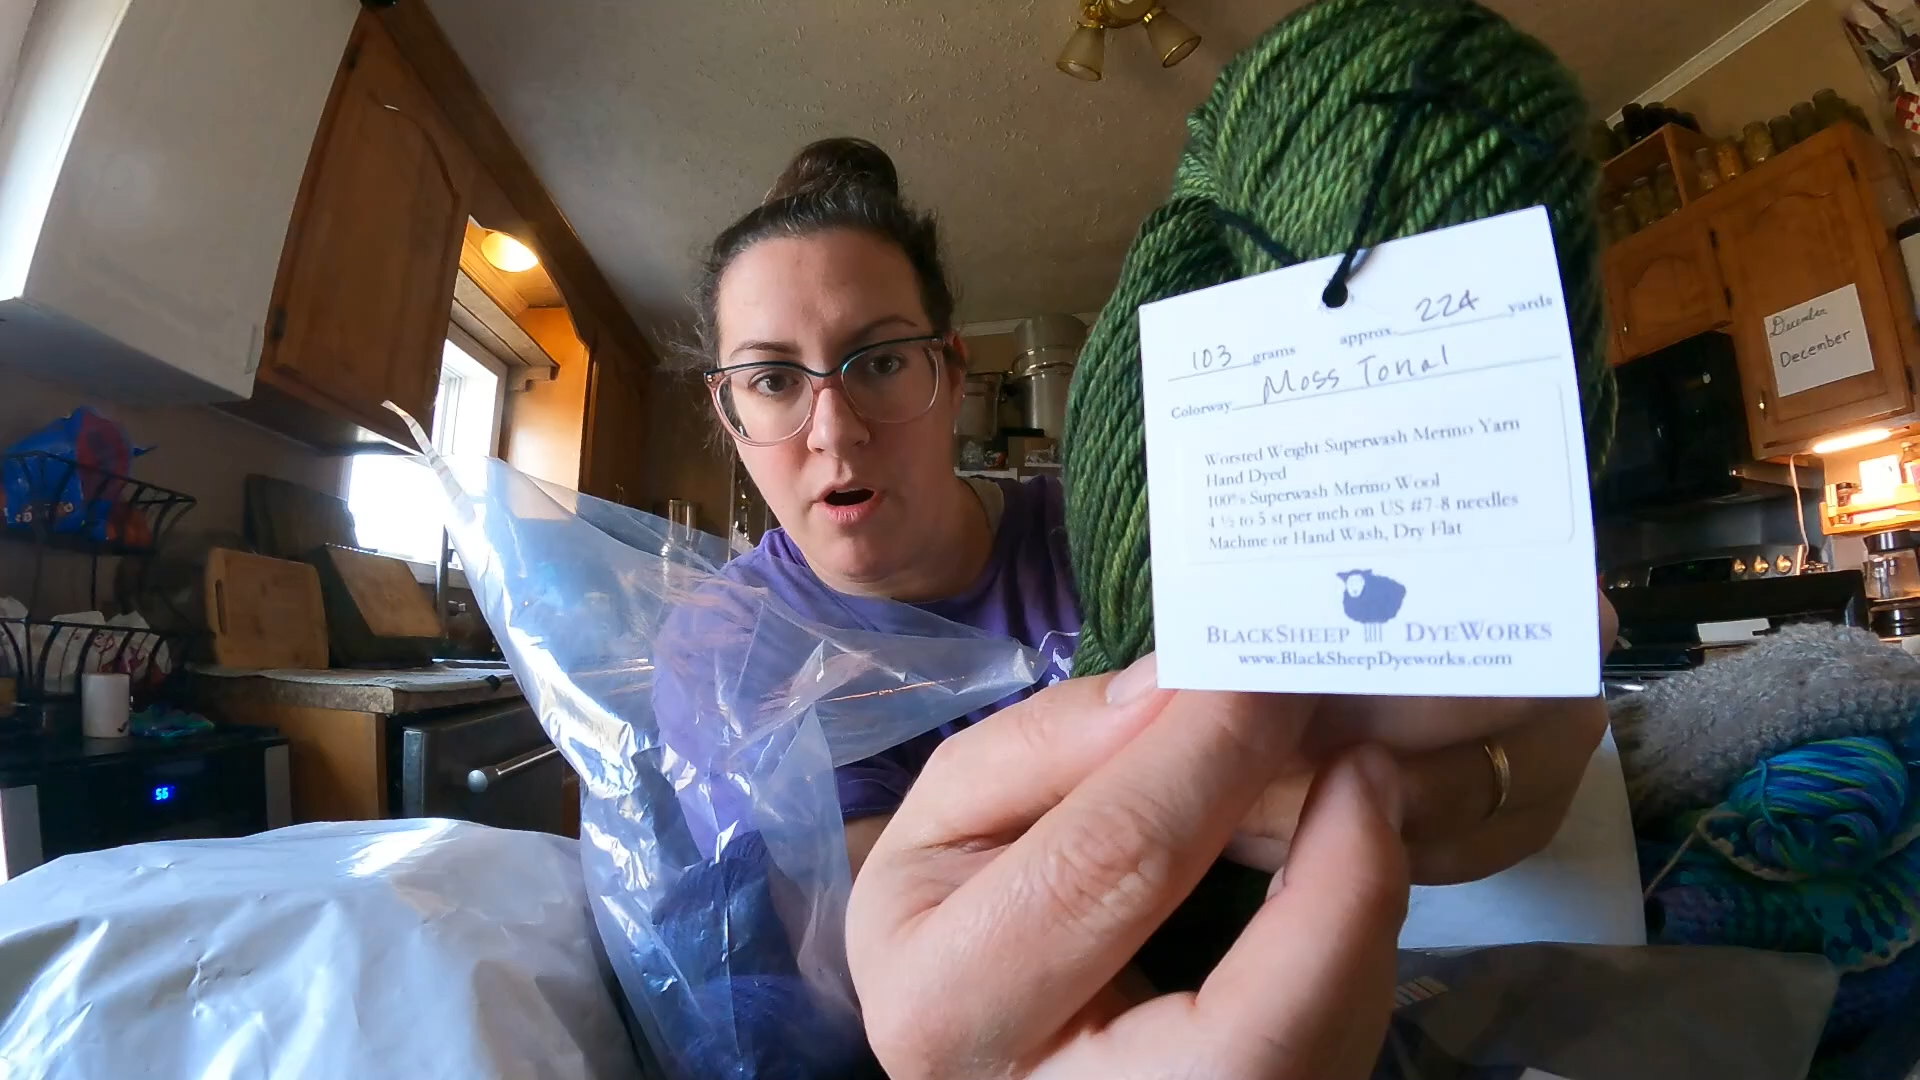 103 grams approx. 224 yards
Colorway Moss Tonal
Worsted Weight Superwash Merino Yarn
Hand Dyed
100% Superwash Merino Wool
4 ½ to 5 st per inch on US #7-8 needles
Machine or Hand Wash, Dry Flat
BLACKSHEEP DYEWORKS
www.BlackSheepDyeworks.com
December
December
56